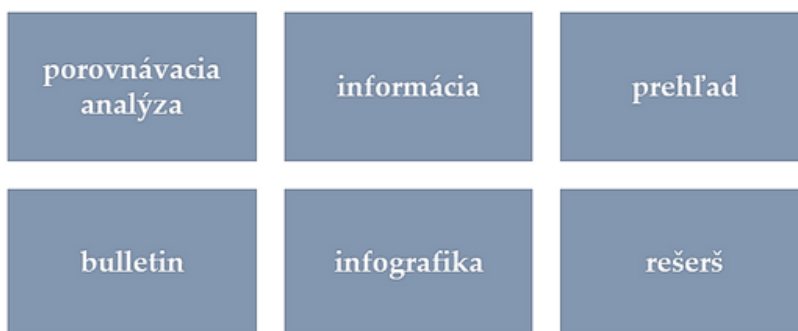 porovnávacia
analýza
informácia
prehľad
bulletin
infografika
rešerš